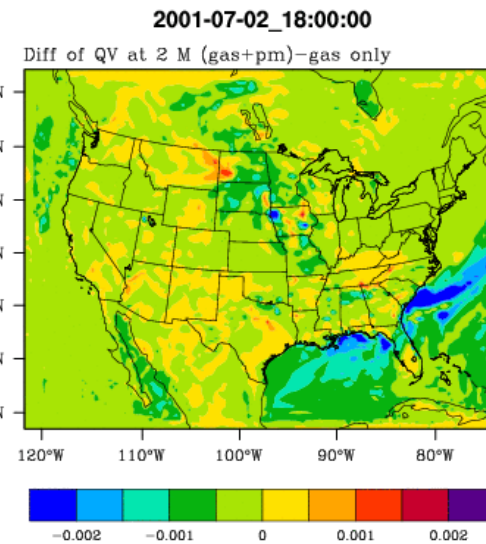 2001-07-02_18:00:00
Diff of QV at 2 M (gas+pm)-gas only
N
N
N
N
N
N
N
120°W 110°W 100°W 90°W 80°W
-0.002 -0.001 0 0.001 0.002